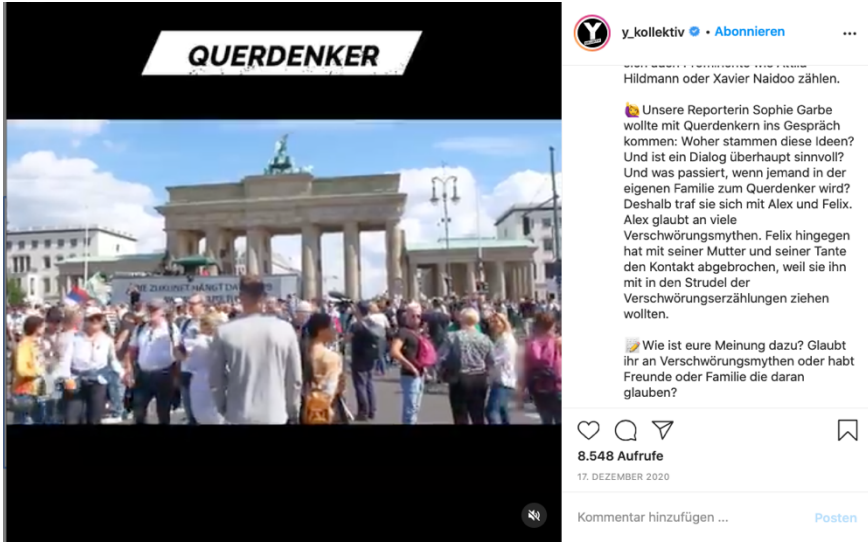 QUERDENKER
y_kollektiv • Abonnieren
Hildmann oder Xavier Naidoo zählen.
Unsere Reporterin Sophie Garbe
wollte mit Querdenkern ins Gespräch
kommen: Woher stammen diese Ideen?
Und ist ein Dialog überhaupt sinnvoll?
Und was passiert, wenn jemand in der
eigenen Familie zum Querdenker wird?
Deshalb traf sie sich mit Alex und Felix.
Alex glaubt an viele
Verschwörungsmythen. Felix hingegen
hat mit seiner Mutter und seiner Tante
den Kontakt abgebrochen, weil sie ihn
mit in den Strudel der
Verschwörungserzählungen ziehen
wollten.
Wie ist eure Meinung dazu? Glaubt
ihr an Verschwörungsmythen oder habt
Freunde oder Familie die daran
glauben?
8.548 Aufrufe
17. DEZEMBER 2020
Kommentar hinzufügen ...
Posten
DIE ZUKUNFT HÄNGT DA